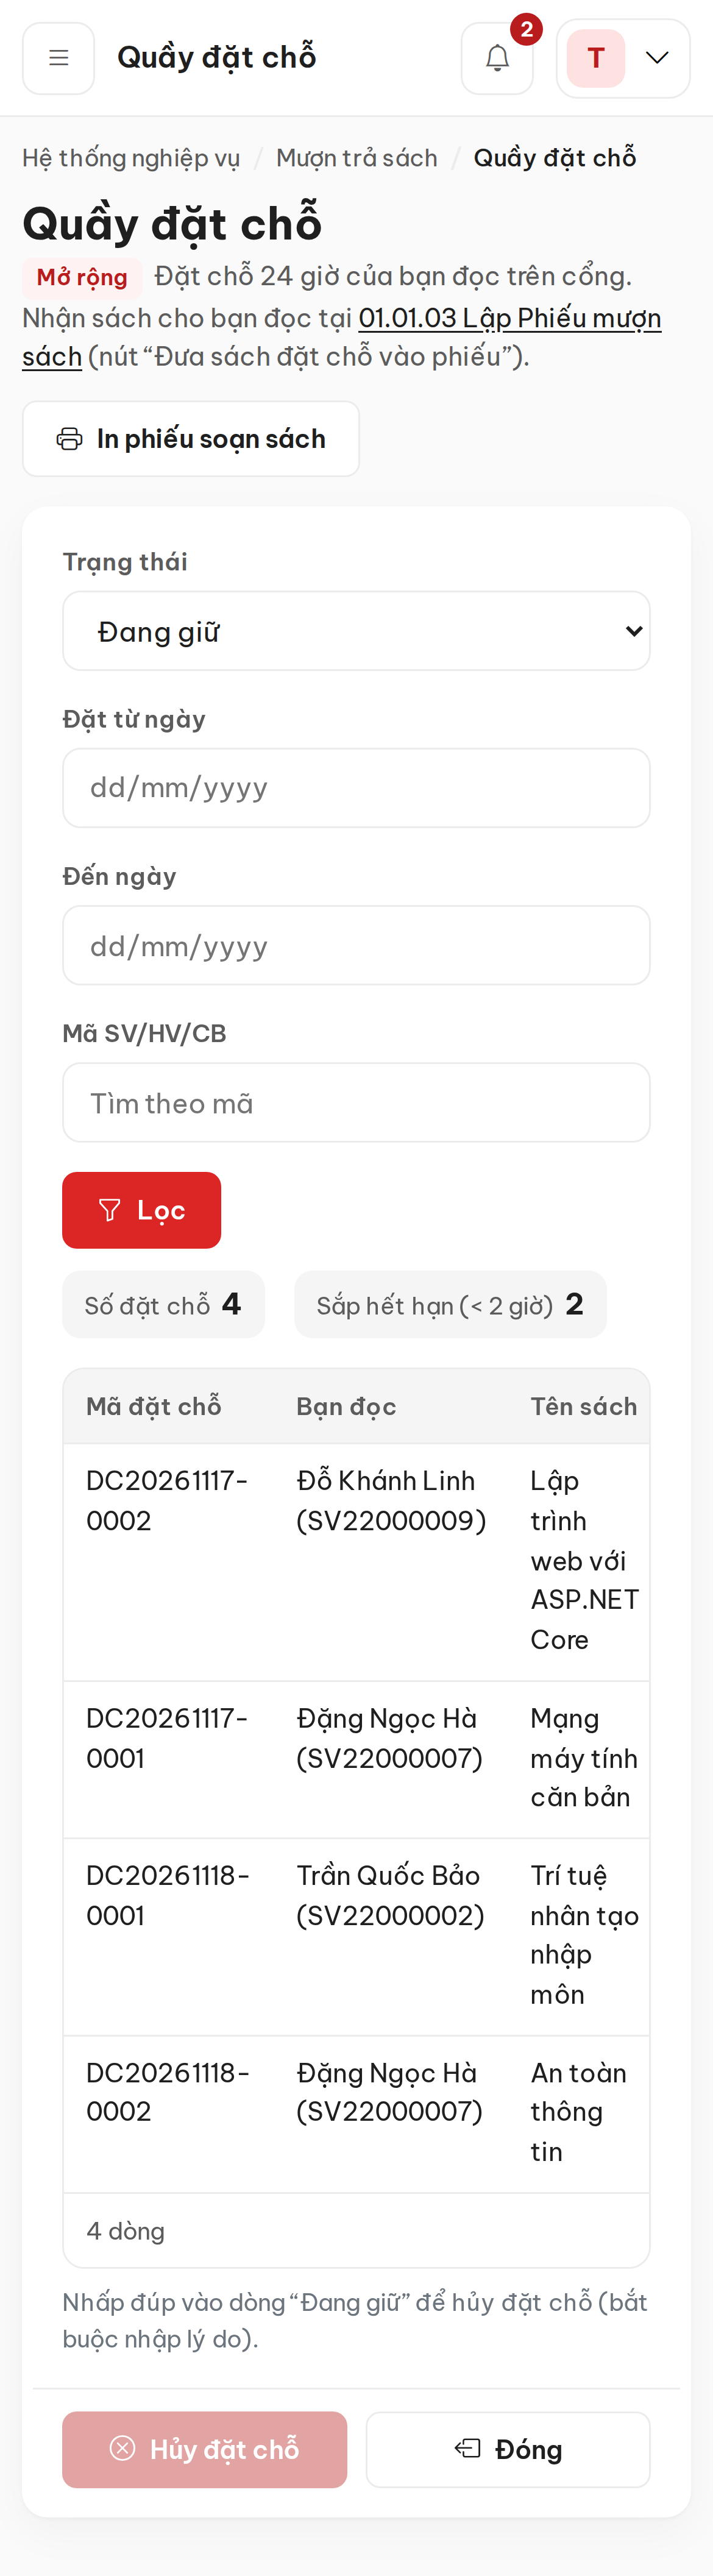 Quầy đặt chỗ
2
T
Hệ thống nghiệp vụ / Mượn trả sách / Quầy đặt chỗ
Quầy đặt chỗ
Mở rộng Đặt chỗ 24 giờ của bạn đọc trên cổng.
Nhận sách cho bạn đọc tại 01.01.03 Lập Phiếu mượn
sách (nút “Đưa sách đặt chỗ vào phiếu”).
In phiếu soạn sách
Trạng thái
Đang giữ
Đặt từ ngày
dd/mm/yyyy
Đến ngày
dd/mm/yyyy
Mã SV/HV/CB
Tìm theo mã
Lọc
Số đặt chỗ 4
Sắp hết hạn (< 2 giờ) 2
Mã đặt chỗ Bạn đọc Tên sách
DC20261117- Đỗ Khánh Linh Lập
0002 (SV22000009) trình
web với
ASP.NET
Core
DC20261117- Đặng Ngọc Hà Mạng
0001 (SV22000007) máy tính
căn bản
DC20261118- Trần Quốc Bảo Trí tuệ
0001 (SV22000002) nhân tạo
nhập
môn
DC20261118- Đặng Ngọc Hà An toàn
0002 (SV22000007) thông
tin
4 dòng
Nhấp đúp vào dòng “Đang giữ” để hủy đặt chỗ (bắt
buộc nhập lý do).
Hủy đặt chỗ
Đóng